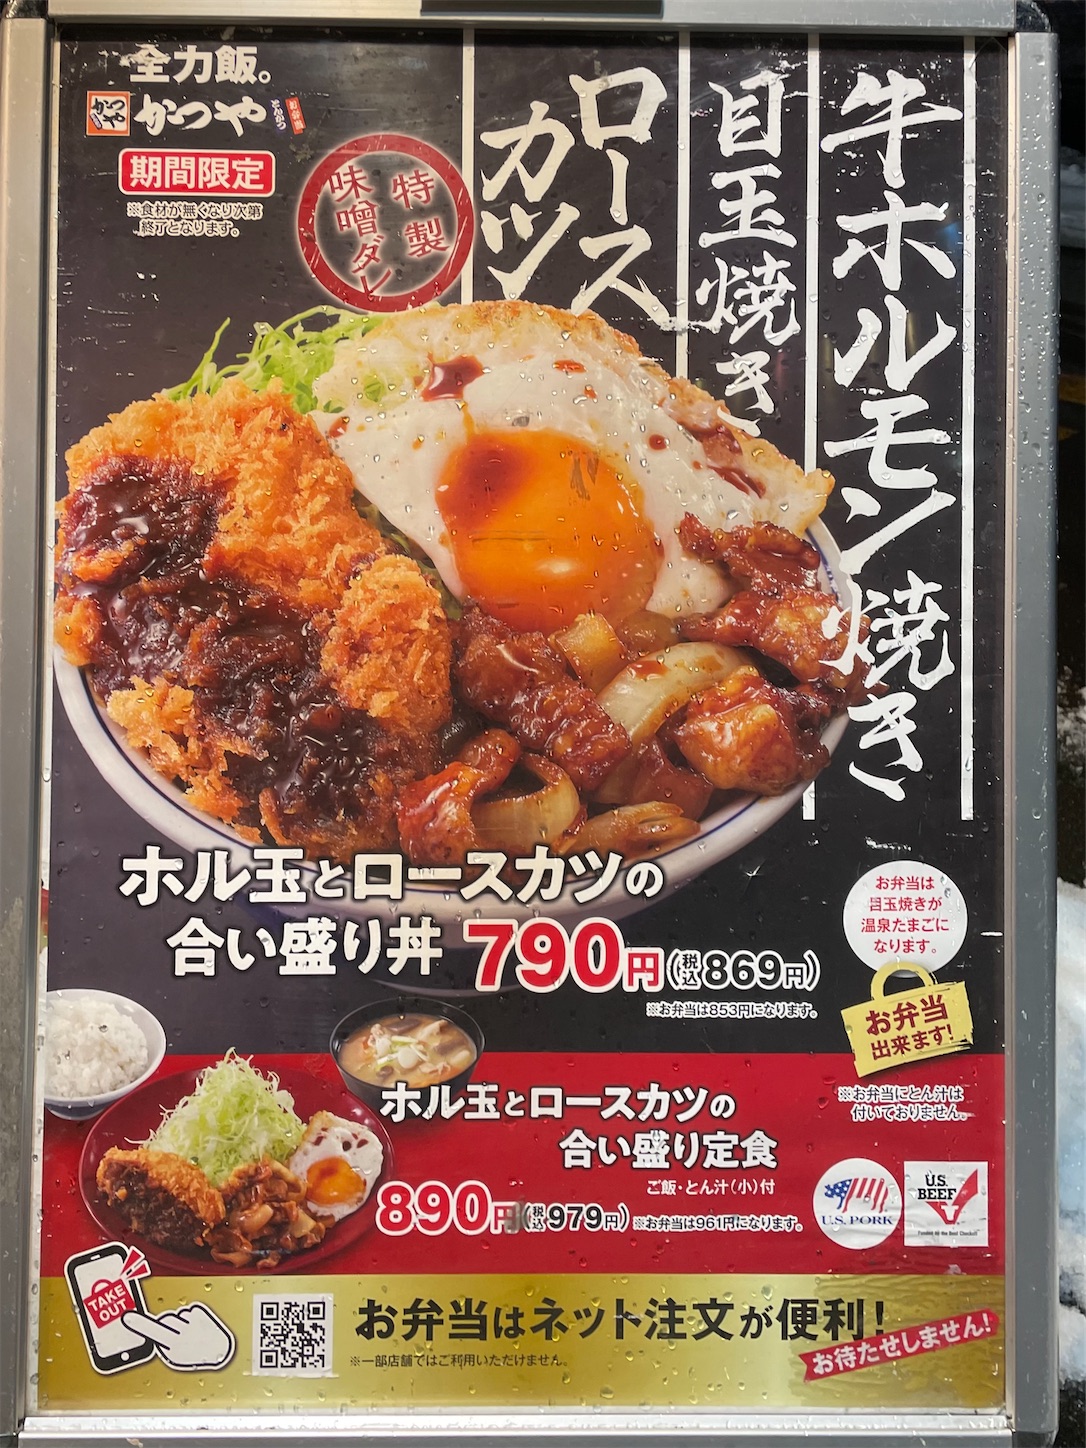 全力飯。
かつや
かつや
とんかつ
期間限定
※食材が無くなり次第
終了となります。
特製
味噌ダレ
牛ホルモン焼き
目玉焼き
ロース
カツ
ホル玉とロースカツの
合い盛り丼 790円(税込869円)
※お弁当は853円になります。
お弁当は
目玉焼きが
温泉たまごに
なります。
お弁当
出来ます!
※お弁当にとん汁は
付いておりません。
ホル玉とロースカツの
合い盛り定食
ご飯・とん汁(小)付
890円(税込979円) ※お弁当は961円になります。
U.S. PORK
U.S.
BEEF
TAKE
OUT
お弁当はネット注文が便利!
※一部店舗ではご利用いただけません。
お待たせしません!